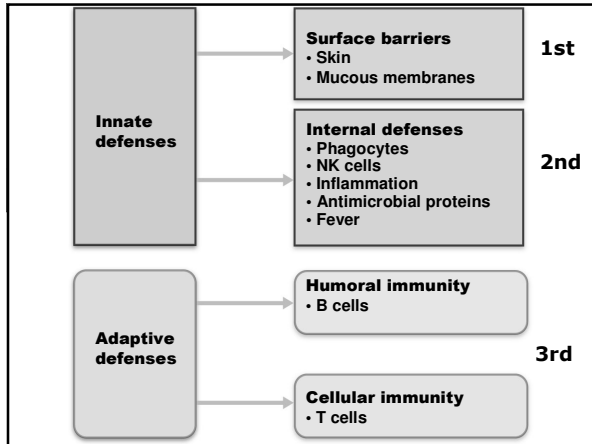 Innate
defenses
Surface barriers
• Skin
• Mucous membranes
1st
Internal defenses
• Phagocytes
• NK cells
• Inflammation
• Antimicrobial proteins
• Fever
2nd
Adaptive
defenses
Humoral immunity
• B cells
Cellular immunity
• T cells
3rd